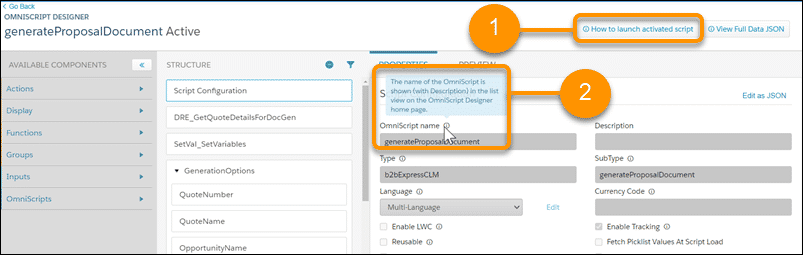 Go Back
OMNISCRIPT DESIGNER
generateProposalDocument Active
1
How to launch activated script
View Full Data JSON
AVAILABLE COMPONENTS
«
Actions
Display
Functions
Groups
Inputs
OmniScripts
STRUCTURE
Script Configuration
DRE_GetQuoteDetailsForDocGen
SetVal_SetVariables
GenerationOptions
QuoteNumber
QuoteName
OpportunityName
PROPERTIES
PREVIEW
The name of the OmniScript is
shown (with Description) in the list
view on the OmniScript Designer
home page.
2
S
Edit as JSON
OmniScript name
Description
generateProposalDocument
Type
SubType
b2bExpressCLM
generateProposalDocument
Language
Currency Code
Multi-Language
Edit
Enable LWC
Enable Tracking
Reusable
Fetch Picklist Values At Script Load